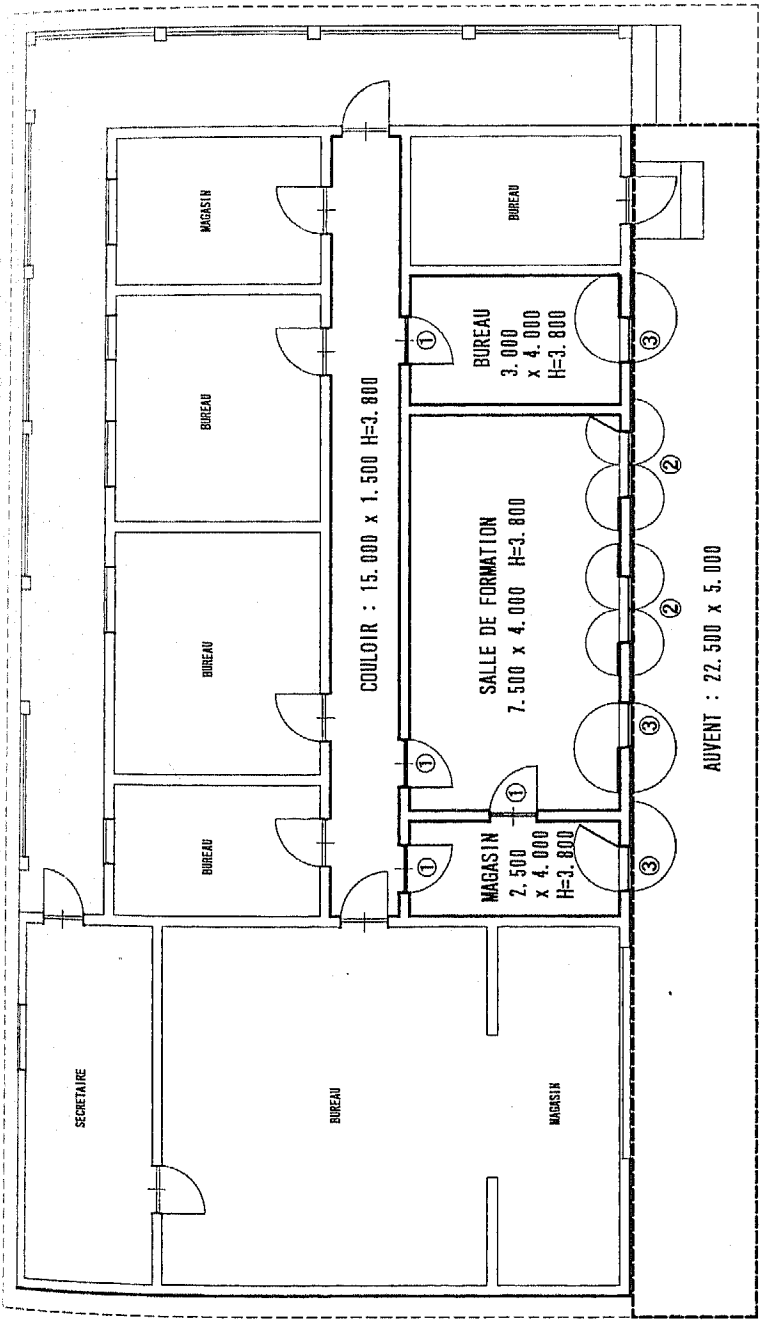 SECRETAIRE
BUREAU
MAGASIN
BUREAU
BUREAU
BUREAU
MAGASIN
COULOIR : 15.000 x 1.500 H=3.800
MAGASIN
2.500
x 4.000
H=3.800
SALLE DE FORMATION
7.500 x 4.000 H=3.800
BUREAU
3.000
x 4.000
H=3.800
BUREAU
①
①
①
①
③
③
②
②
③
AUVENT : 22.500 x 5.000